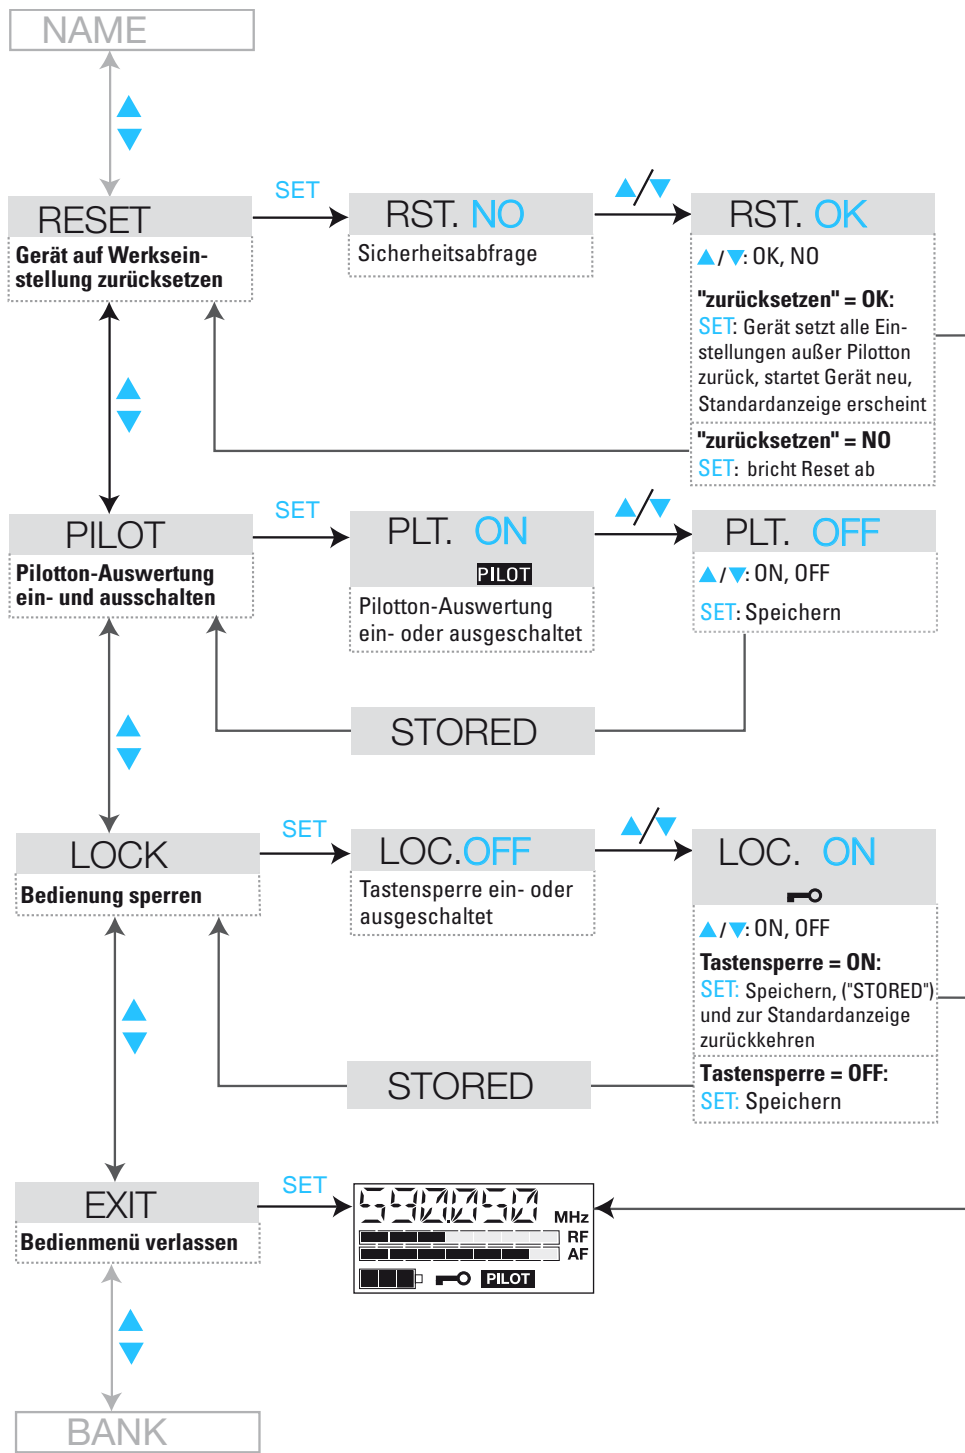 NAME
RESET
Gerät auf Werksein-
stellung zurücksetzen
SET
RST. NO
Sicherheitsabfrage
RST. OK
▲/▼: OK, NO
"zurücksetzen" = OK:
SET: Gerät setzt alle Ein-
stellungen außer Pilotton
zurück, startet Gerät neu,
Standardanzeige erscheint
"zurücksetzen" = NO
SET: bricht Reset ab
PILOT
Pilotton-Auswertung
ein- und ausschalten
SET
PLT. ON
PILOT
Pilotton-Auswertung
ein- oder ausgeschaltet
PLT. OFF
▲/▼: ON, OFF
SET: Speichern
STORED
LOCK
Bedienung sperren
SET
LOC.OFF
Tastensperre ein- oder
ausgeschaltet
LOC. ON
▲/▼: ON, OFF
Tastensperre = ON:
SET: Speichern, ("STORED")
und zur Standardanzeige
zurückkehren
Tastensperre = OFF:
SET: Speichern
STORED
EXIT
Bedienmenü verlassen
SET
590.050 MHz
RF
AF
PILOT
BANK